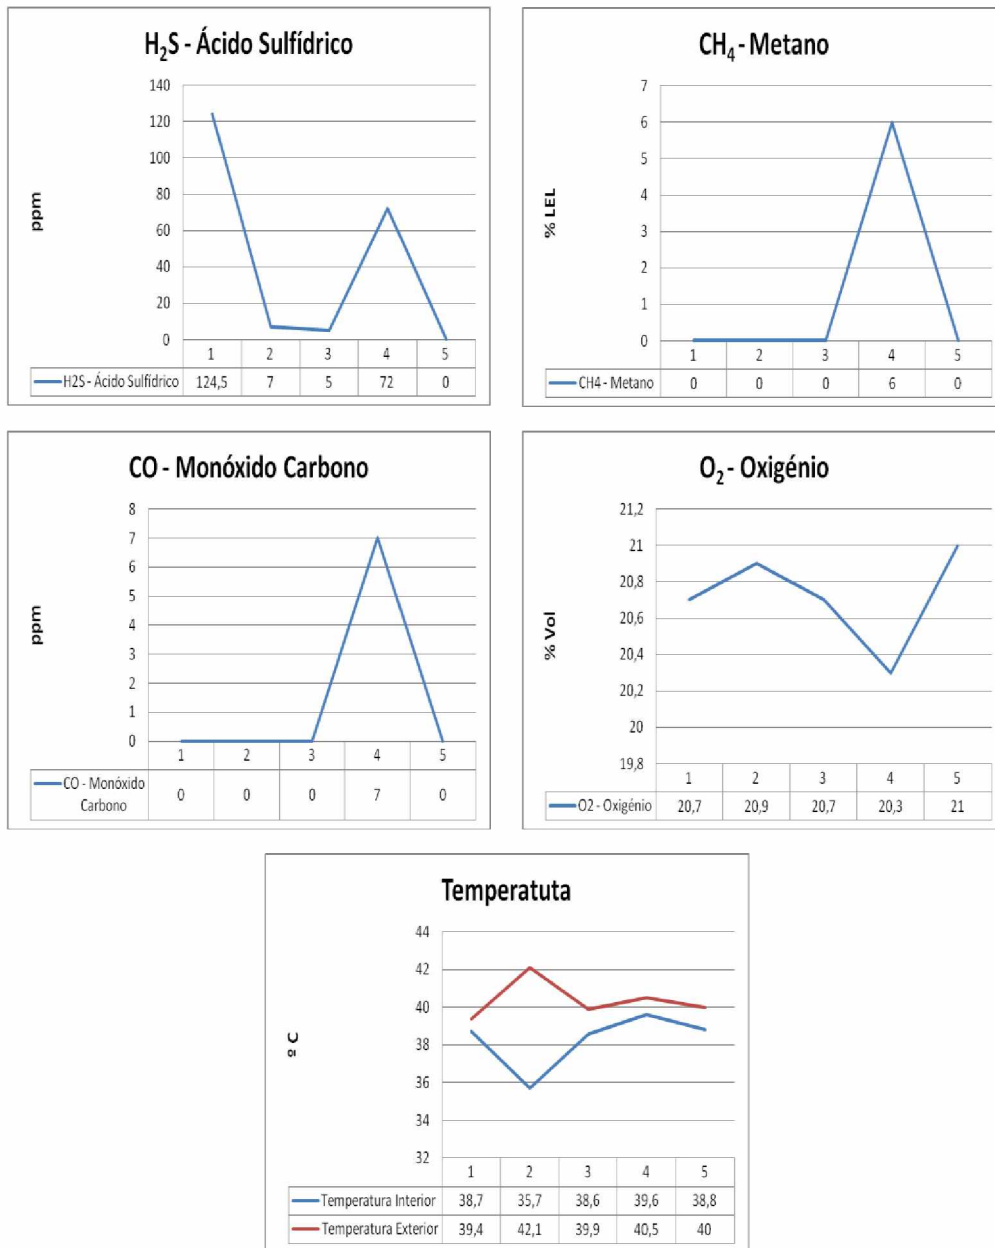 H₂S - Ácido Sulfídrico
140
120
100
80
60
40
20
0
ppm
1 2 3 4 5
H2S - Ácido Sulfídrico 124,5 7 5 72 0
CH₄ - Metano
7
6
5
4
3
2
1
0
% LEL
1 2 3 4 5
CH4 - Metano 0 0 0 6 0
CO - Monóxido Carbono
8
7
6
5
4
3
2
1
0
ppm
1 2 3 4 5
CO - Monóxido
Carbono 0 0 0 7 0
O₂ - Oxigénio
21,2
21
20,8
20,6
20,4
20,2
20
19,8
% Vol
1 2 3 4 5
O2 - Oxigénio 20,7 20,9 20,7 20,3 21
Temperatuta
44
42
40
38
36
34
32
º C
1 2 3 4 5
Temperatura Interior 38,7 35,7 38,6 39,6 38,8
Temperatura Exterior 39,4 42,1 39,9 40,5 40